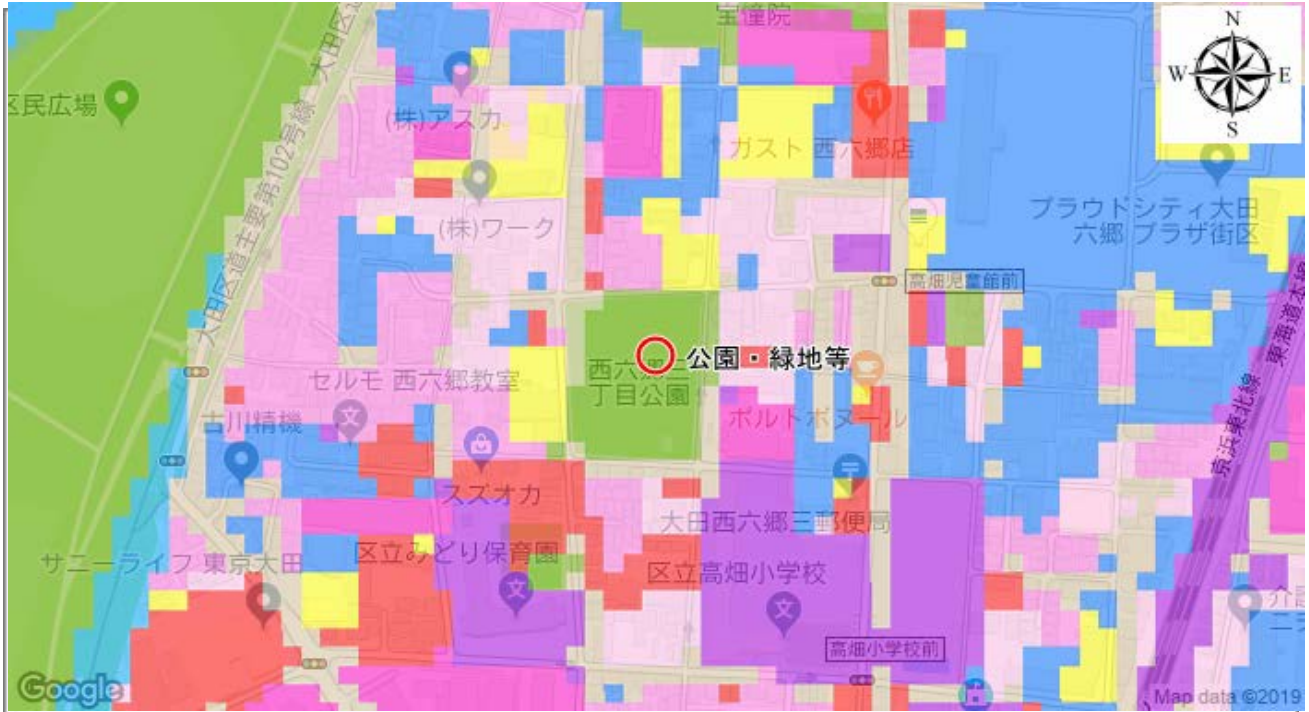 宝憧院
N
W E
S
区民広場
大田区道主要第102号線
大田区道
(株)アスカ
ガスト 西六郷店
プラウドシティ大田
六郷 プラザ街区
(株)ワーク
高畑児童館前
公園・緑地等
西六郷三
丁目公園
セルモ 西六郷教室
ポルトボヌール
古川精機
スズオカ
大田西六郷三郵便局
サニーライフ 東京大田
区立みどり保育園
区立高畑小学校
高畑小学校前
京浜東北線
東海道本線
Google
Map data ©2019